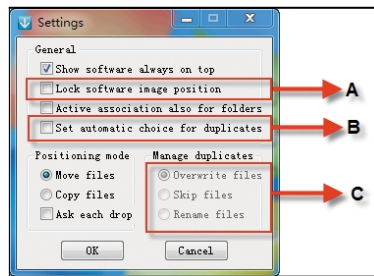 Settings
General
Show software always on top
Lock software image position
A
Active association also for folders
Set automatic choice for duplicates
B
Positioning mode
Manage duplicates
Move files
Overwrite files
Copy files
Skip files
C
Ask each drop
Rename files
OK
Cancel